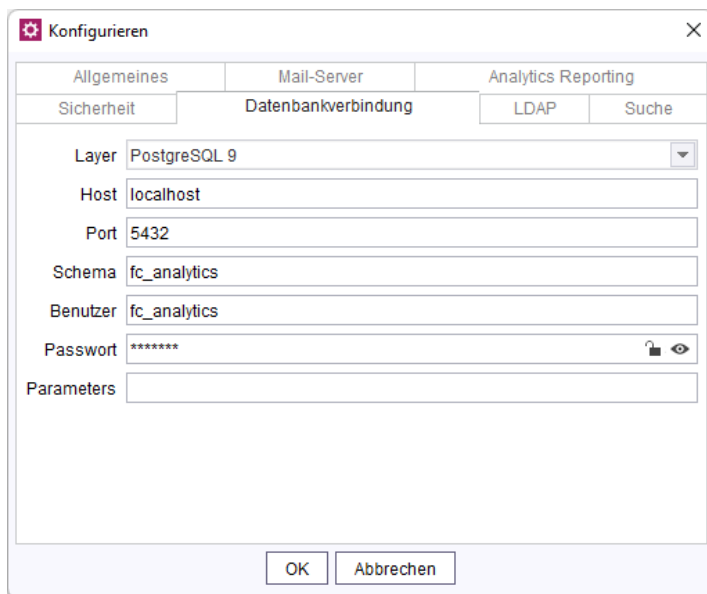 Konfigurieren
Allgemeines Mail-Server Analytics Reporting
Sicherheit Datenbankverbindung LDAP Suche
Layer PostgreSQL 9
Host localhost
Port 5432
Schema fc_analytics
Benutzer fc_analytics
Passwort *******
Parameters
OK Abbrechen